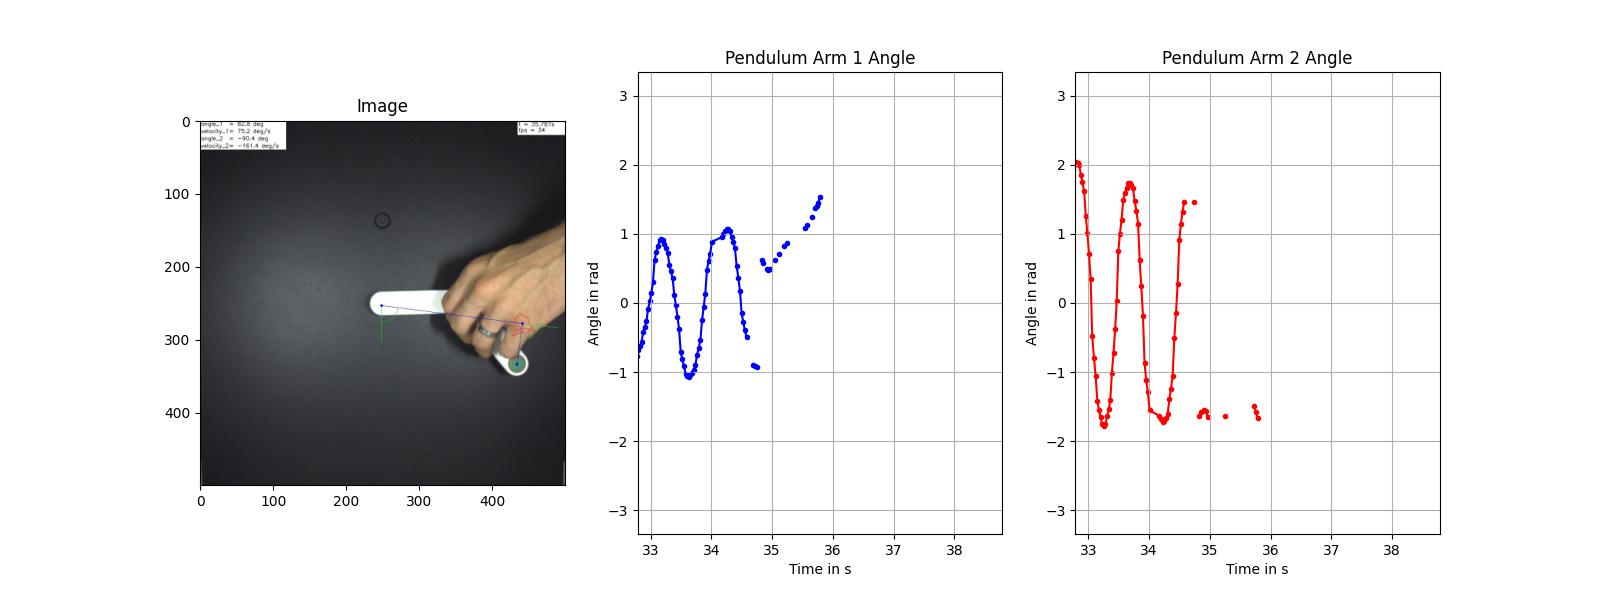 Image
angle_1 = 82.8 deg
velocity_1= 75.2 deg/s
angle_2 = -90.4 deg
velocity_2= -161.4 deg/s
t = 35.787s
fps = 34
0
100
200
300
400
0 100 200 300 400
Pendulum Arm 1 Angle
Angle in rad
3
2
1
0
−1
−2
−3
33 34 35 36 37 38
Time in s
Pendulum Arm 2 Angle
Angle in rad
3
2
1
0
−1
−2
−3
33 34 35 36 37 38
Time in s